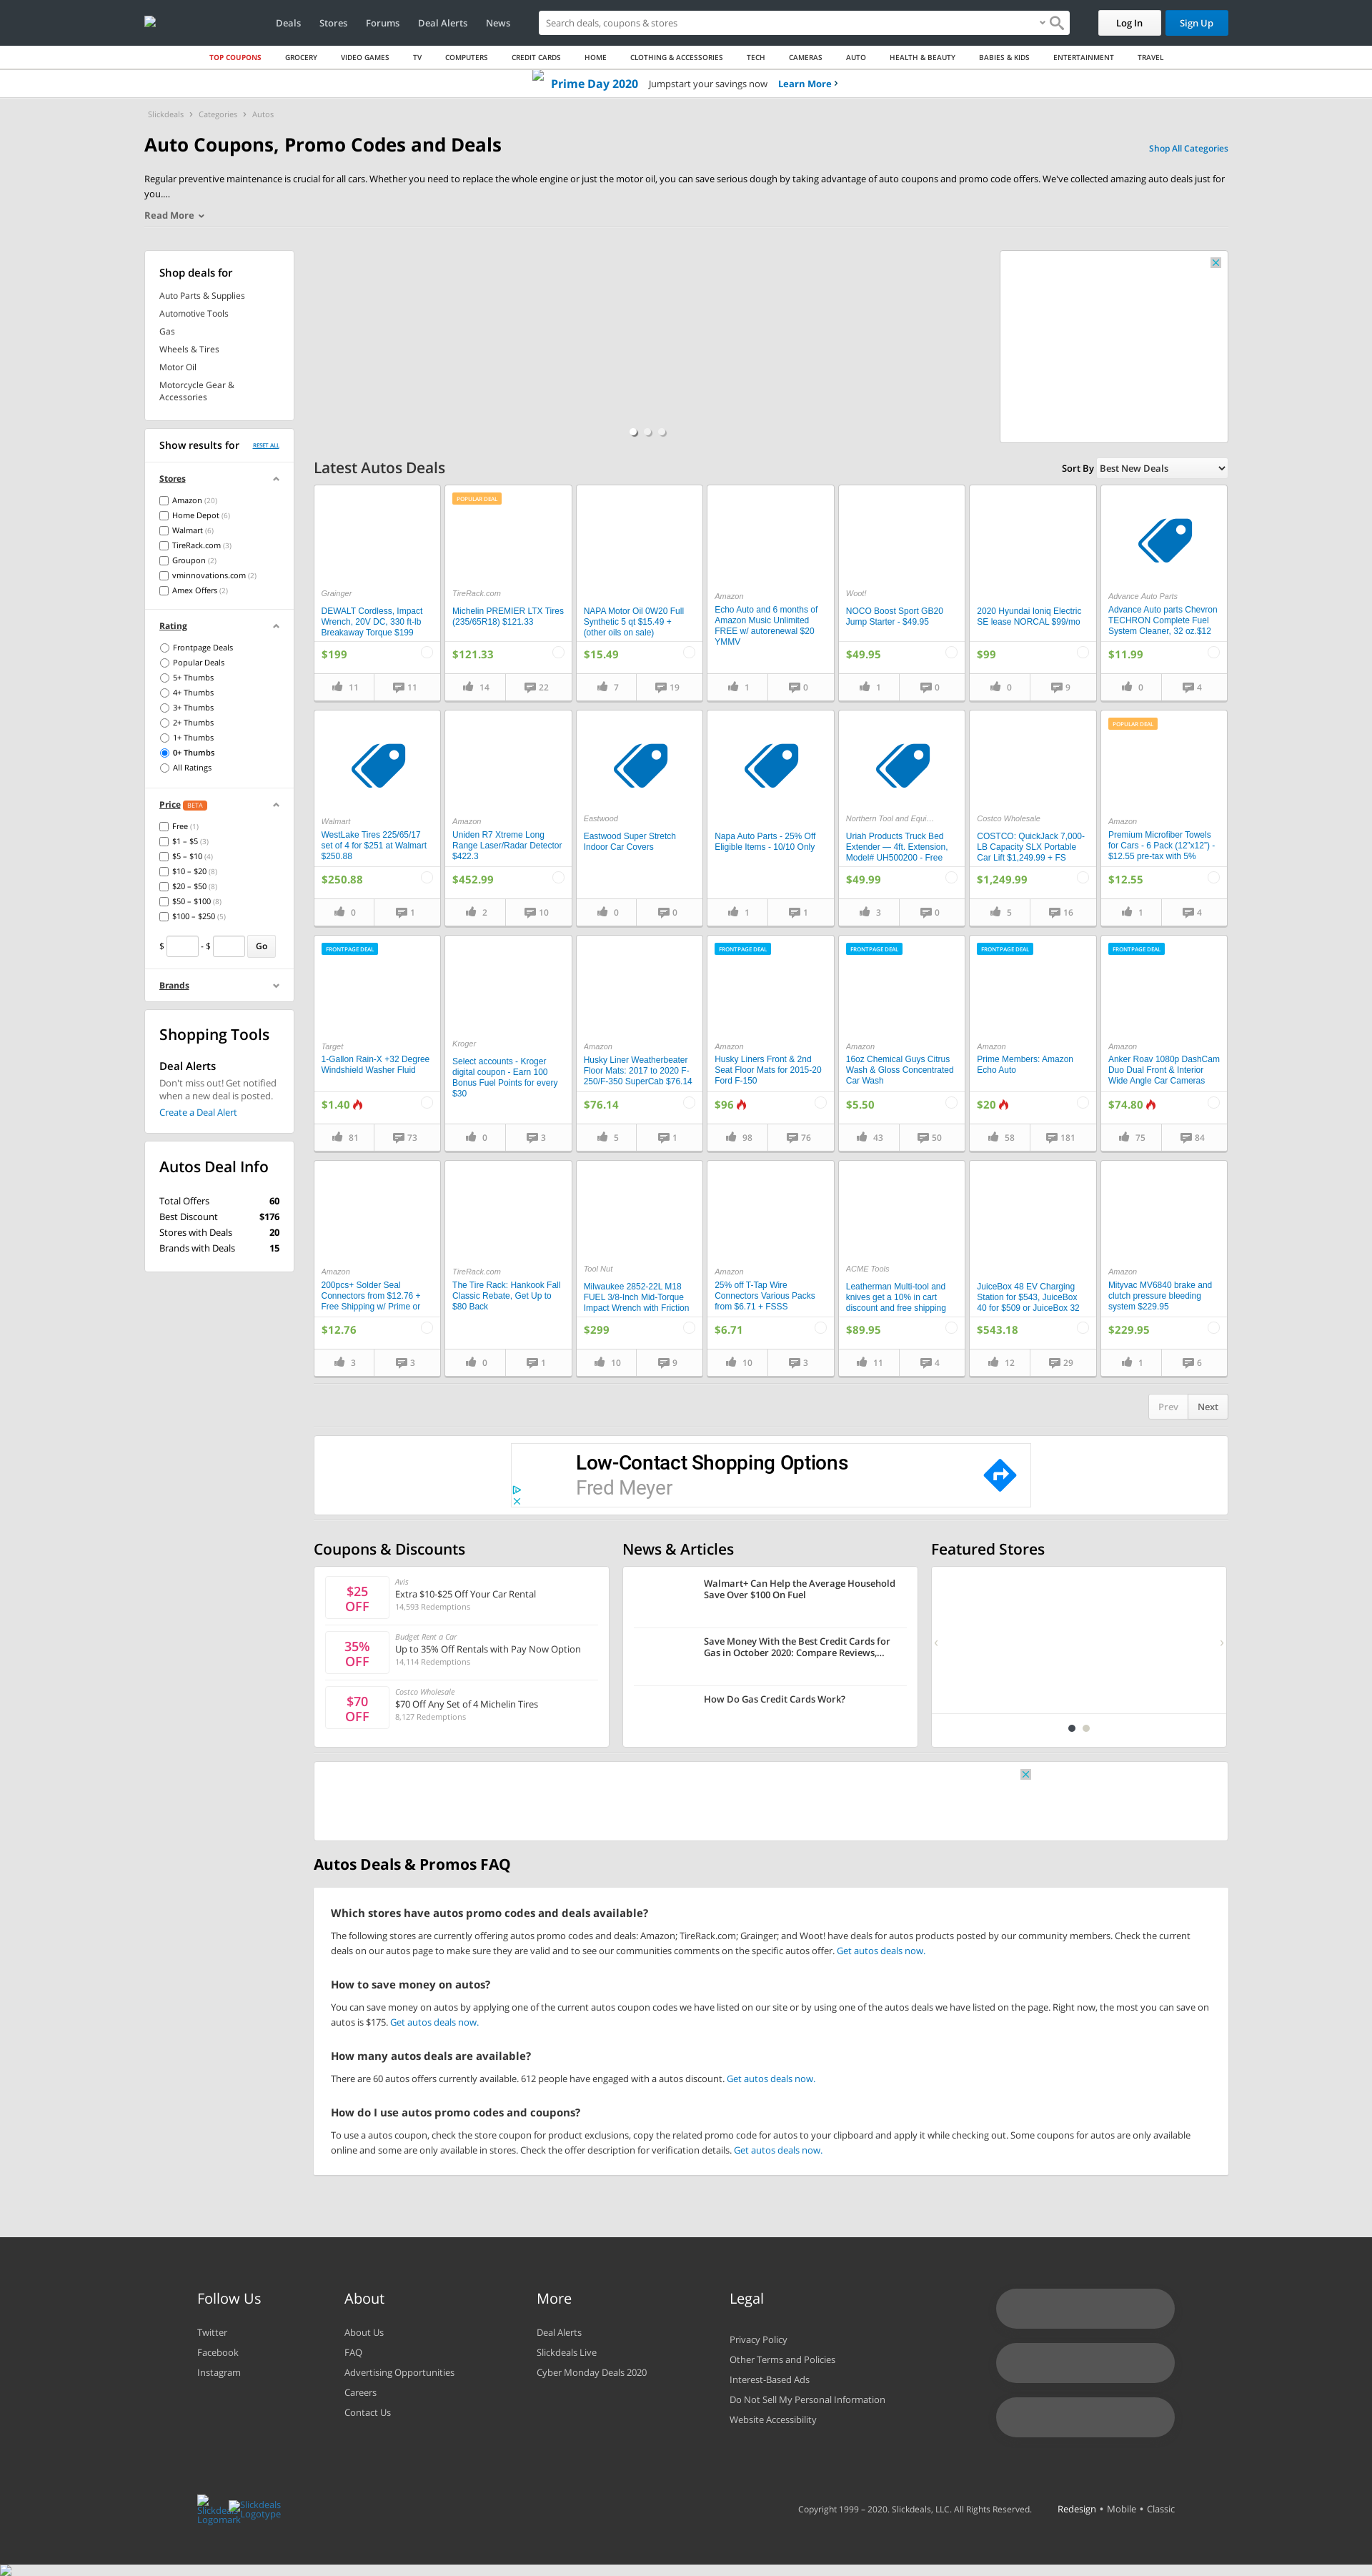 Deals Stores Forums Deal Alerts News
Search deals, coupons & stores
Log In Sign Up
TOP COUPONS GROCERY VIDEO GAMES TV COMPUTERS CREDIT CARDS HOME CLOTHING & ACCESSORIES TECH CAMERAS AUTO HEALTH & BEAUTY BABIES & KIDS ENTERTAINMENT TRAVEL
Prime Day 2020 Jumpstart your savings now Learn More
Slickdeals Categories Autos
Auto Coupons, Promo Codes and Deals
Shop All Categories
Regular preventive maintenance is crucial for all cars. Whether you need to replace the whole engine or just the motor oil, you can save serious dough by taking advantage of auto coupons and promo code offers. We've collected amazing auto deals just for
you....
Read More
Shop deals for
Auto Parts & Supplies
Automotive Tools
Gas
Wheels & Tires
Motor Oil
Motorcycle Gear &
Accessories
Show results for RESET ALL
Stores
Amazon (20)
Home Depot (6)
Walmart (6)
TireRack.com (3)
Groupon (2)
vminnovations.com (2)
Amex Offers (2)
Rating
Frontpage Deals
Popular Deals
5+ Thumbs
4+ Thumbs
3+ Thumbs
2+ Thumbs
1+ Thumbs
0+ Thumbs
All Ratings
Price BETA
Free (1)
$1 – $5 (3)
$5 – $10 (4)
$10 – $20 (8)
$20 – $50 (8)
$50 – $100 (8)
$100 – $250 (5)
$ - $ Go
Brands
Shopping Tools
Deal Alerts
Don't miss out! Get notified
when a new deal is posted.
Create a Deal Alert
Autos Deal Info
Total Offers 60
Best Discount $176
Stores with Deals 20
Brands with Deals 15
Latest Autos Deals
Sort By Best New Deals
Grainger
DEWALT Cordless, Impact
Wrench, 20V DC, 330 ft-lb
Breakaway Torque $199
$199
11 11
POPULAR DEAL
TireRack.com
Michelin PREMIER LTX Tires
(235/65R18) $121.33
$121.33
14 22
NAPA Motor Oil 0W20 Full
Synthetic 5 qt $15.49 +
(other oils on sale)
$15.49
7 19
Amazon
Echo Auto and 6 months of
Amazon Music Unlimited
FREE w/ autorenewal $20
YMMV
1 0
Woot!
NOCO Boost Sport GB20
Jump Starter - $49.95
$49.95
1 0
2020 Hyundai Ioniq Electric
SE lease NORCAL $99/mo
$99
0 9
Advance Auto Parts
Advance Auto parts Chevron
TECHRON Complete Fuel
System Cleaner, 32 oz.$12
$11.99
0 4
Walmart
WestLake Tires 225/65/17
set of 4 for $251 at Walmart
$250.88
$250.88
0 1
Amazon
Uniden R7 Xtreme Long
Range Laser/Radar Detector
$422.3
$452.99
2 10
Eastwood
Eastwood Super Stretch
Indoor Car Covers
0 0
Napa Auto Parts - 25% Off
Eligible Items - 10/10 Only
1 1
Northern Tool and Equi...
Uriah Products Truck Bed
Extender — 4ft. Extension,
Model# UH500200 - Free
$49.99
3 0
Costco Wholesale
COSTCO: QuickJack 7,000-
LB Capacity SLX Portable
Car Lift $1,249.99 + FS
$1,249.99
5 16
POPULAR DEAL
Amazon
Premium Microfiber Towels
for Cars - 6 Pack (12"x12") -
$12.55 pre-tax with 5%
$12.55
1 4
FRONTPAGE DEAL
Target
1-Gallon Rain-X +32 Degree
Windshield Washer Fluid
$1.40
81 73
Kroger
Select accounts - Kroger
digital coupon - Earn 100
Bonus Fuel Points for every
$30
0 3
Amazon
Husky Liner Weatherbeater
Floor Mats: 2017 to 2020 F-
250/F-350 SuperCab $76.14
$76.14
5 1
FRONTPAGE DEAL
Amazon
Husky Liners Front & 2nd
Seat Floor Mats for 2015-20
Ford F-150
$96
98 76
FRONTPAGE DEAL
Amazon
16oz Chemical Guys Citrus
Wash & Gloss Concentrated
Car Wash
$5.50
43 50
FRONTPAGE DEAL
Amazon
Prime Members: Amazon
Echo Auto
$20
58 181
FRONTPAGE DEAL
Amazon
Anker Roav 1080p DashCam
Duo Dual Front & Interior
Wide Angle Car Cameras
$74.80
75 84
Amazon
200pcs+ Solder Seal
Connectors from $12.76 +
Free Shipping w/ Prime or
$12.76
3 3
TireRack.com
The Tire Rack: Hankook Fall
Classic Rebate, Get Up to
$80 Back
0 1
Tool Nut
Milwaukee 2852-22L M18
FUEL 3/8-Inch Mid-Torque
Impact Wrench with Friction
$299
10 9
Amazon
25% off T-Tap Wire
Connectors Various Packs
from $6.71 + FSSS
$6.71
10 3
ACME Tools
Leatherman Multi-tool and
knives get a 10% in cart
discount and free shipping
$89.95
11 4
JuiceBox 48 EV Charging
Station for $543, JuiceBox
40 for $509 or JuiceBox 32
$543.18
12 29
Amazon
Mityvac MV6840 brake and
clutch pressure bleeding
system $229.95
$229.95
1 6
Prev Next
Low-Contact Shopping Options
Fred Meyer
Coupons & Discounts
$25
OFF
Avis
Extra $10-$25 Off Your Car Rental
14,593 Redemptions
35%
OFF
Budget Rent a Car
Up to 35% Off Rentals with Pay Now Option
14,114 Redemptions
$70
OFF
Costco Wholesale
$70 Off Any Set of 4 Michelin Tires
8,127 Redemptions
News & Articles
Walmart+ Can Help the Average Household
Save Over $100 On Fuel
Save Money With the Best Credit Cards for
Gas in October 2020: Compare Reviews,...
How Do Gas Credit Cards Work?
Featured Stores
Autos Deals & Promos FAQ
Which stores have autos promo codes and deals available?
The following stores are currently offering autos promo codes and deals: Amazon; TireRack.com; Grainger; and Woot! have deals for autos products posted by our community members. Check the current
deals on our autos page to make sure they are valid and to see our communities comments on the specific autos offer. Get autos deals now.
How to save money on autos?
You can save money on autos by applying one of the current autos coupon codes we have listed on our site or by using one of the autos deals we have listed on the page. Right now, the most you can save on
autos is $175. Get autos deals now.
How many autos deals are available?
There are 60 autos offers currently available. 612 people have engaged with a autos discount. Get autos deals now.
How do I use autos promo codes and coupons?
To use a autos coupon, check the store coupon for product exclusions, copy the related promo code for autos to your clipboard and apply it while checking out. Some coupons for autos are only available
online and some are only available in stores. Check the offer description for verification details. Get autos deals now.
Follow Us
Twitter
Facebook
Instagram
About
About Us
FAQ
Advertising Opportunities
Careers
Contact Us
More
Deal Alerts
Slickdeals Live
Cyber Monday Deals 2020
Legal
Privacy Policy
Other Terms and Policies
Interest-Based Ads
Do Not Sell My Personal Information
Website Accessibility
Slickdeals
Logomark
Slickdeals
Logotype
Copyright 1999 – 2020. Slickdeals, LLC. All Rights Reserved.
Redesign • Mobile • Classic